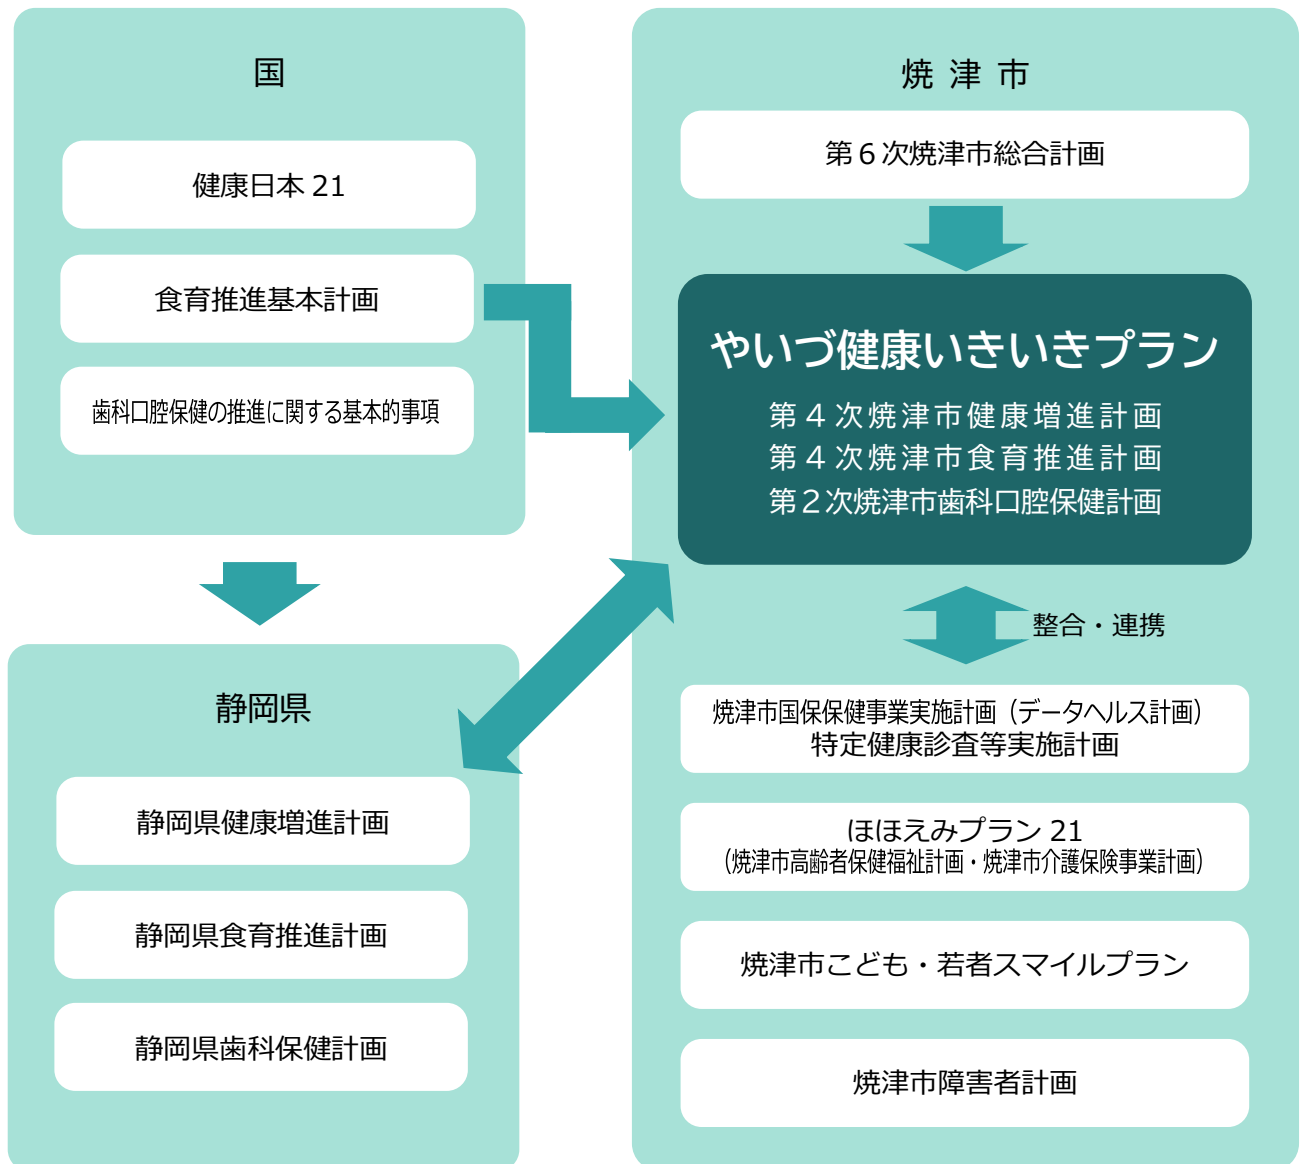 国
健康日本 21
食育推進基本計画
歯科口腔保健の推進に関する基本的事項
静岡県
静岡県健康増進計画
静岡県食育推進計画
静岡県歯科保健計画
焼津市
第６次焼津市総合計画
やいづ健康いきいきプラン
第４次焼津市健康増進計画
第４次焼津市食育推進計画
第２次焼津市歯科口腔保健計画
整合・連携
焼津市国保保健事業実施計画（データヘルス計画）
特定健康診査等実施計画
ほほえみプラン 21
（焼津市高齢者保健福祉計画・焼津市介護保険事業計画）
焼津市こども・若者スマイルプラン
焼津市障害者計画